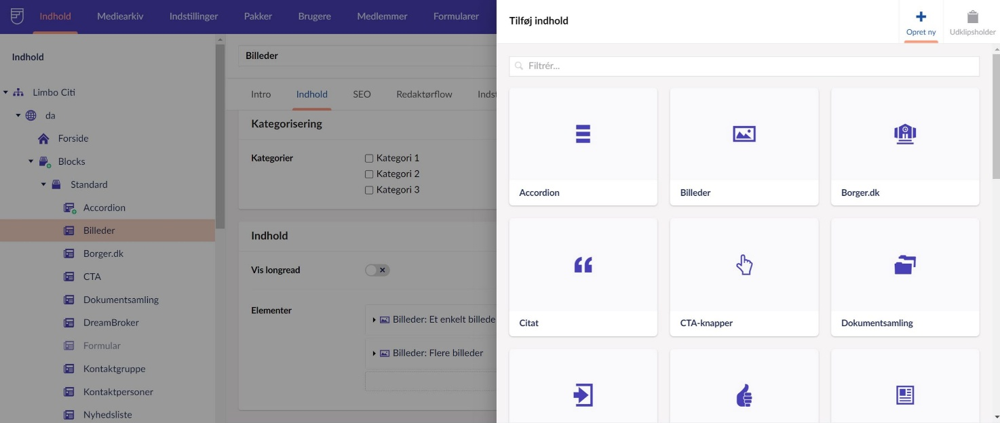 Indhold Mediearkiv Indstillinger Pakker Brugere Medlemmer Formularer
Indhold
Limbo Citi
da
Forside
Blocks
Standard
Accordion
Billeder
Borger.dk
CTA
Dokumentsamling
DreamBroker
Formular
Kontaktgruppe
Kontaktpersoner
Nyhedsliste
Billeder
Intro Indhold SEO Redaktørflow Indst
Kategorisering
Kategorier
Kategori 1
Kategori 2
Kategori 3
Indhold
Vis longread
Elementer
Billeder: Et enkelt billede
Billeder: Flere billeder
Tilføj indhold
Opret ny Udklipsholder
Filtrér...
Accordion Billeder Borger.dk
Citat CTA-knapper Dokumentsamling